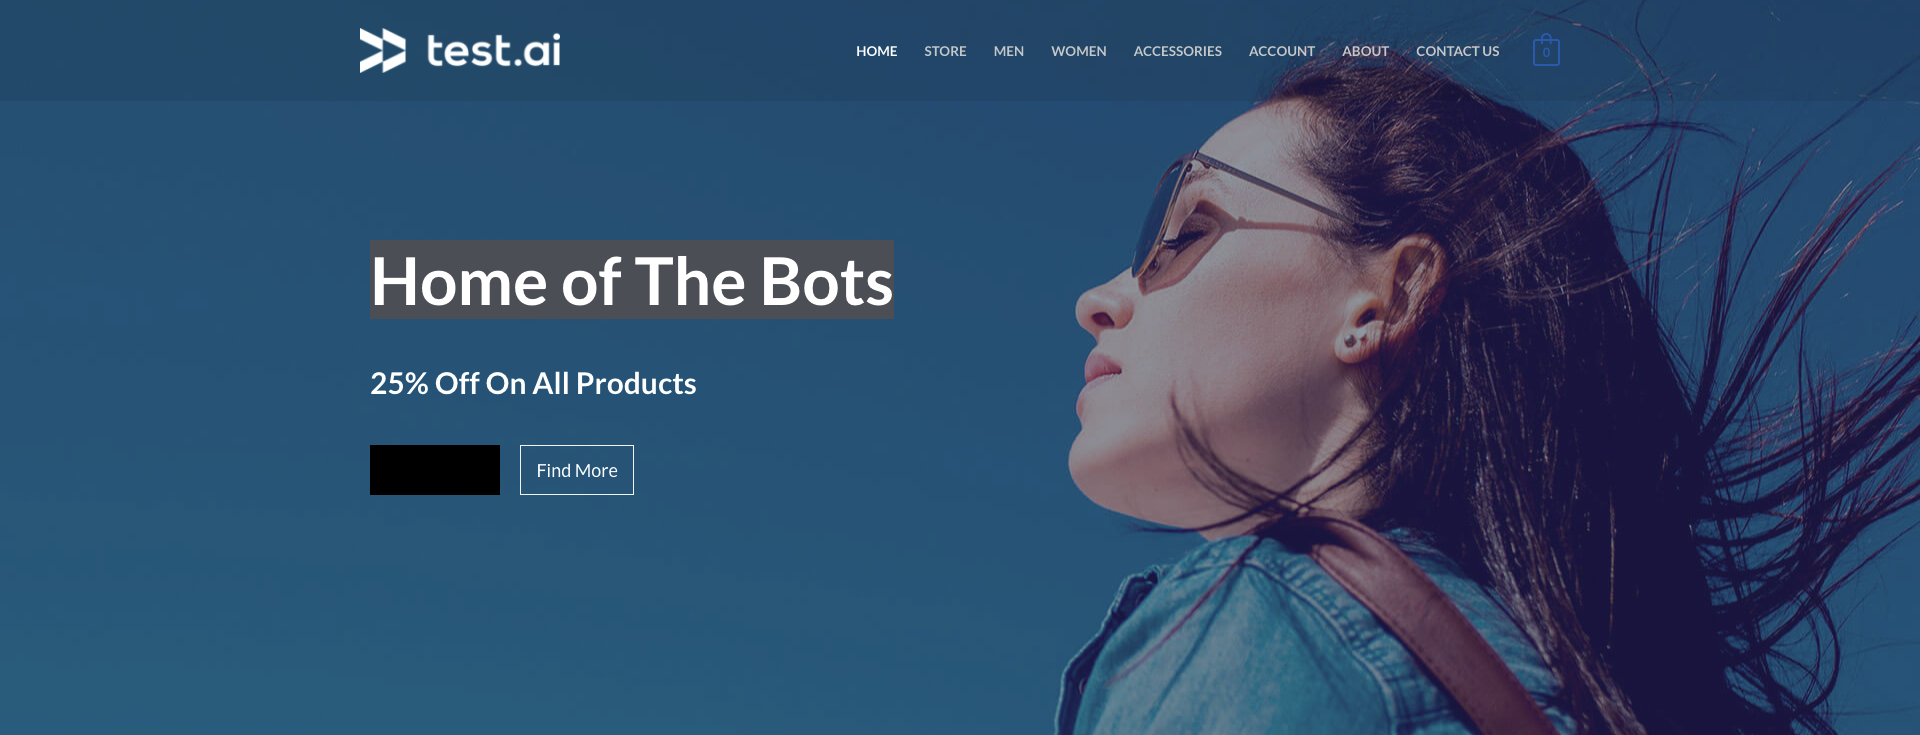 test.ai
HOME STORE MEN WOMEN ACCESSORIES ACCOUNT ABOUT CONTACT US 0
Home of The Bots
25% Off On All Products
Find More